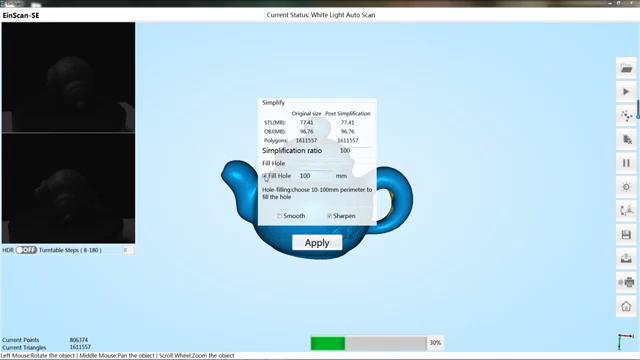 EinScan-SE
Current Status: White Light Auto Scan
Simplify
Original size Post Simplification
STL(MB): 77.41 77.41
OBJ(MB): 96.76 96.76
Polygons: 1611557 1611557
Simplification ratio 100
Fill Hole
Fill Hole 100 mm
Hole-filling:choose 10-100mm perimeter to
fill the hole
Smooth Sharpen
Apply
HDR OFF Turntable Steps ( 8-180 ) 8
Current Points 806374
Current Triangles 1611557
30%
Left Mouse:Rotate the object | Middle Mouse:Pan the object | Scroll Wheel:Zoom the object